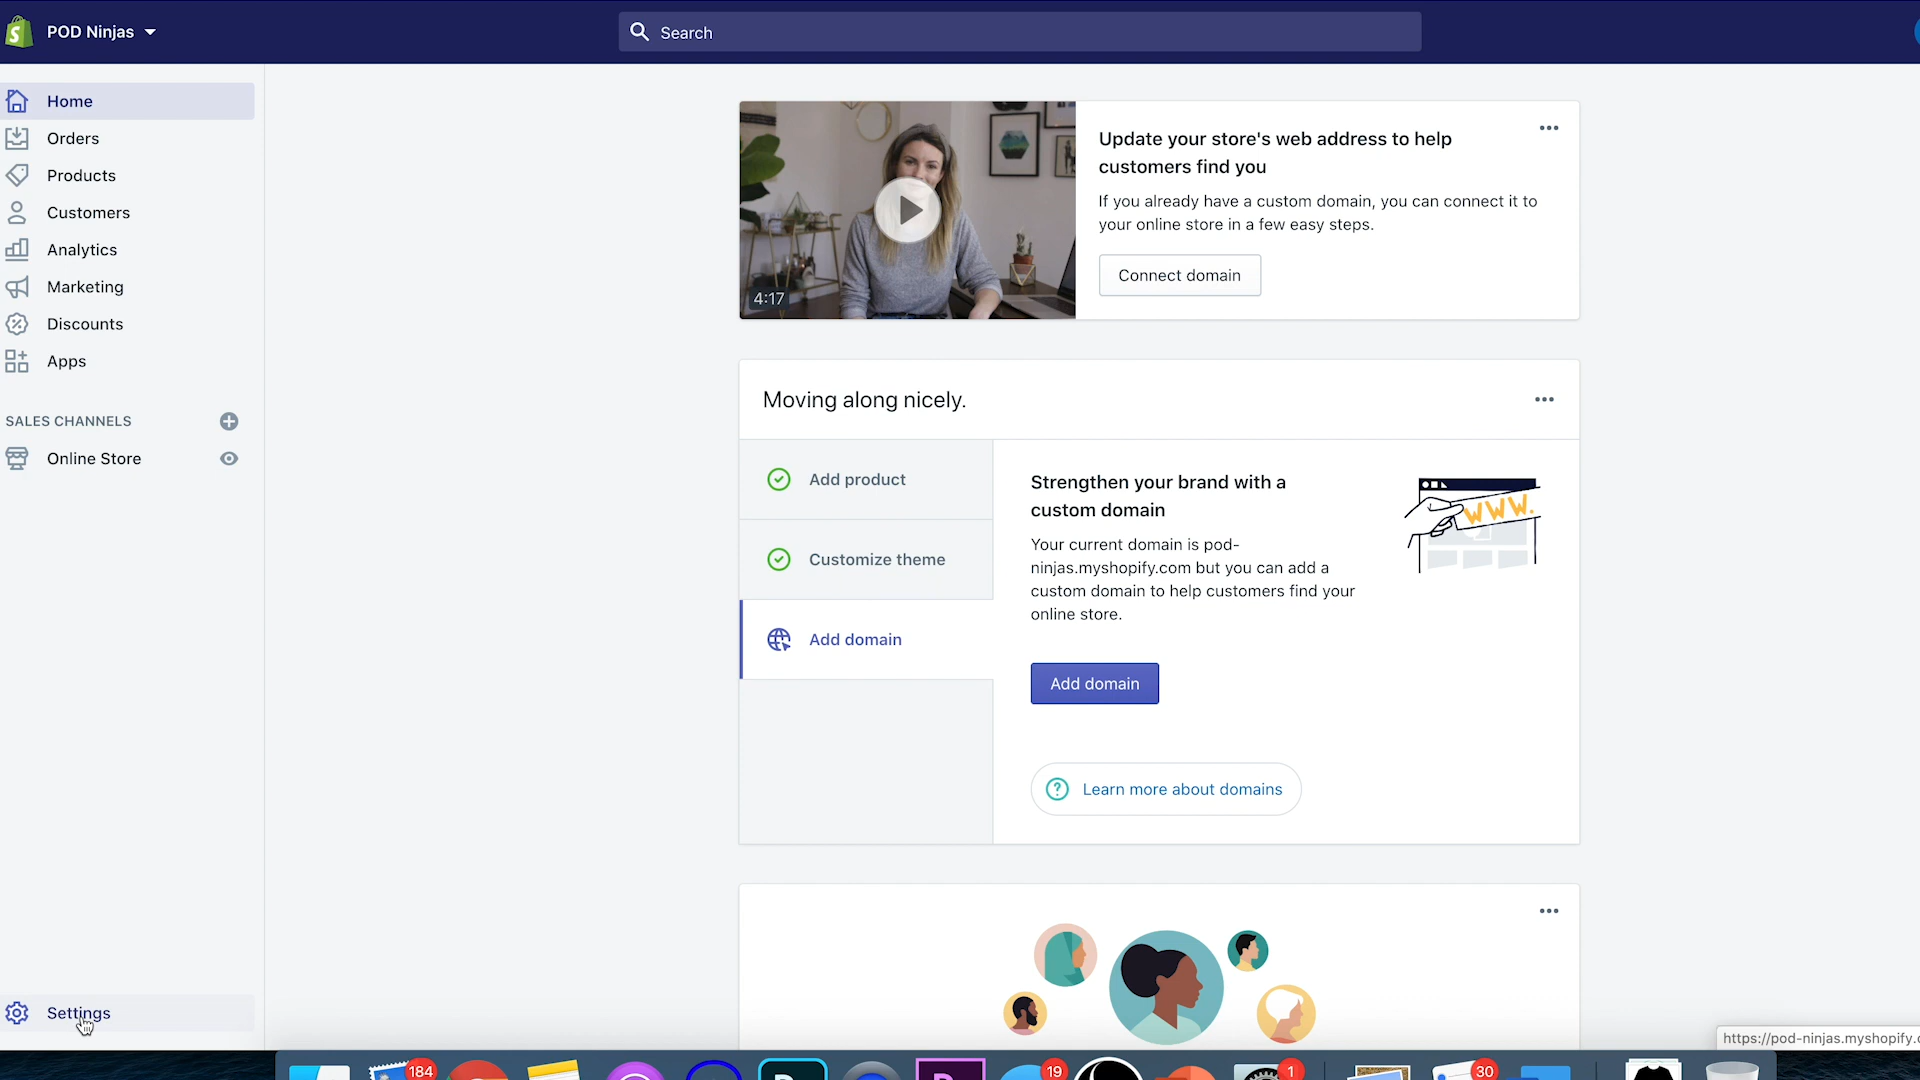 POD Ninjas
Search
Home
Orders
Products
Customers
Analytics
Marketing
Discounts
Apps
SALES CHANNELS
Online Store
Settings
4:17
Update your store's web address to help
customers find you
If you already have a custom domain, you can connect it to
your online store in a few easy steps.
Connect domain
Moving along nicely.
Add product
Customize theme
Add domain
Strengthen your brand with a
custom domain
Your current domain is pod-
ninjas.myshopify.com but you can add a
custom domain to help customers find your
online store.
WWW.
Add domain
Learn more about domains
https://pod-ninjas.myshopify.c
184
19
1
30